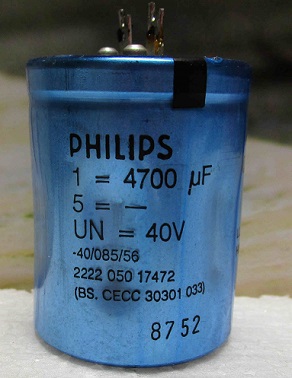 PHILIPS
1 = 4700 µF
5 = —
UN = 40V
-40/085/56
2222 050 17472
(BS. CECC 30301 033)
8752